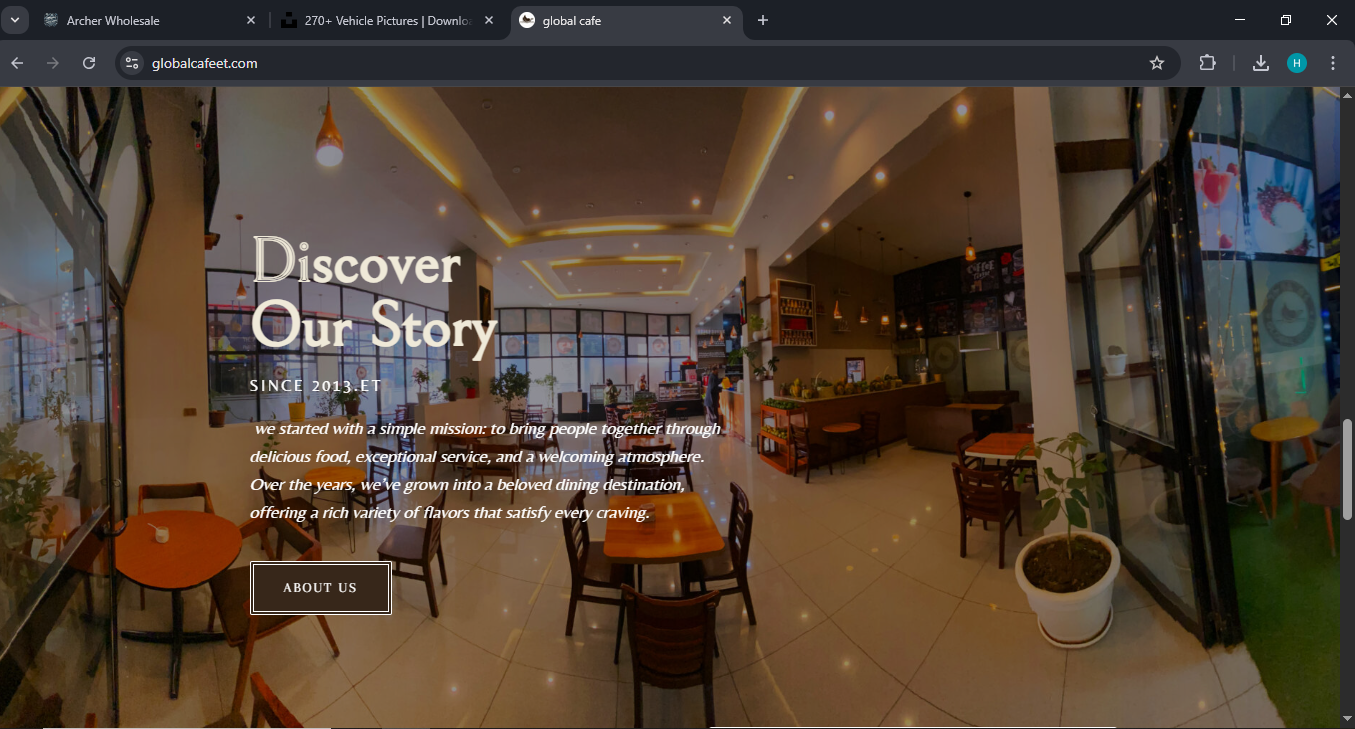 Archer Wholesale
270+ Vehicle Pictures | Downloa
global cafe
globalcafeet.com
H
COFFEE
Discover
Our Story
SINCE 2013.ET
we started with a simple mission: to bring people together through
delicious food, exceptional service, and a welcoming atmosphere.
Over the years, we've grown into a beloved dining destination,
offering a rich variety of flavors that satisfy every craving.
ABOUT US